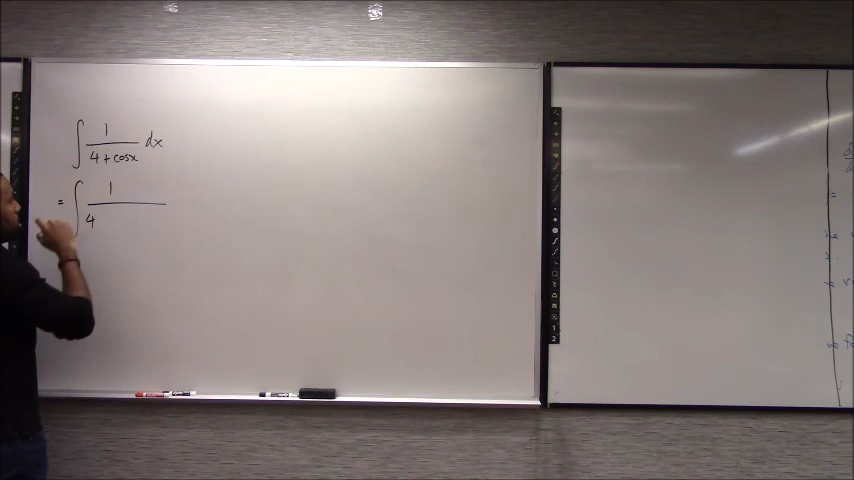 ∫ 1/(4 + cosx) dx
= ∫ 1/4